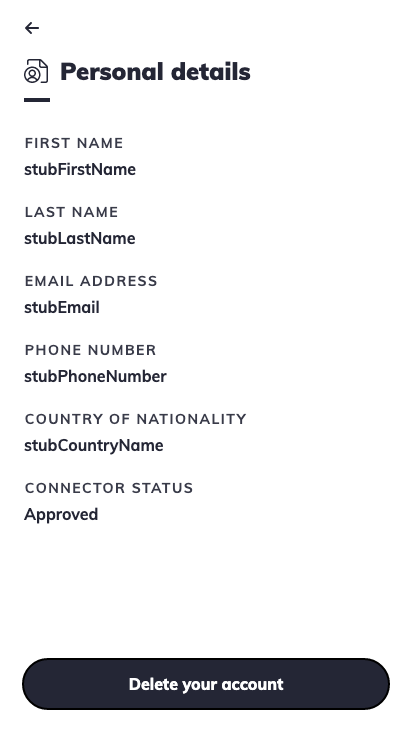 Personal details
FIRST NAME
stubFirstName
LAST NAME
stubLastName
EMAIL ADDRESS
stubEmail
PHONE NUMBER
stubPhoneNumber
COUNTRY OF NATIONALITY
stubCountryName
CONNECTOR STATUS
Approved
Delete your account